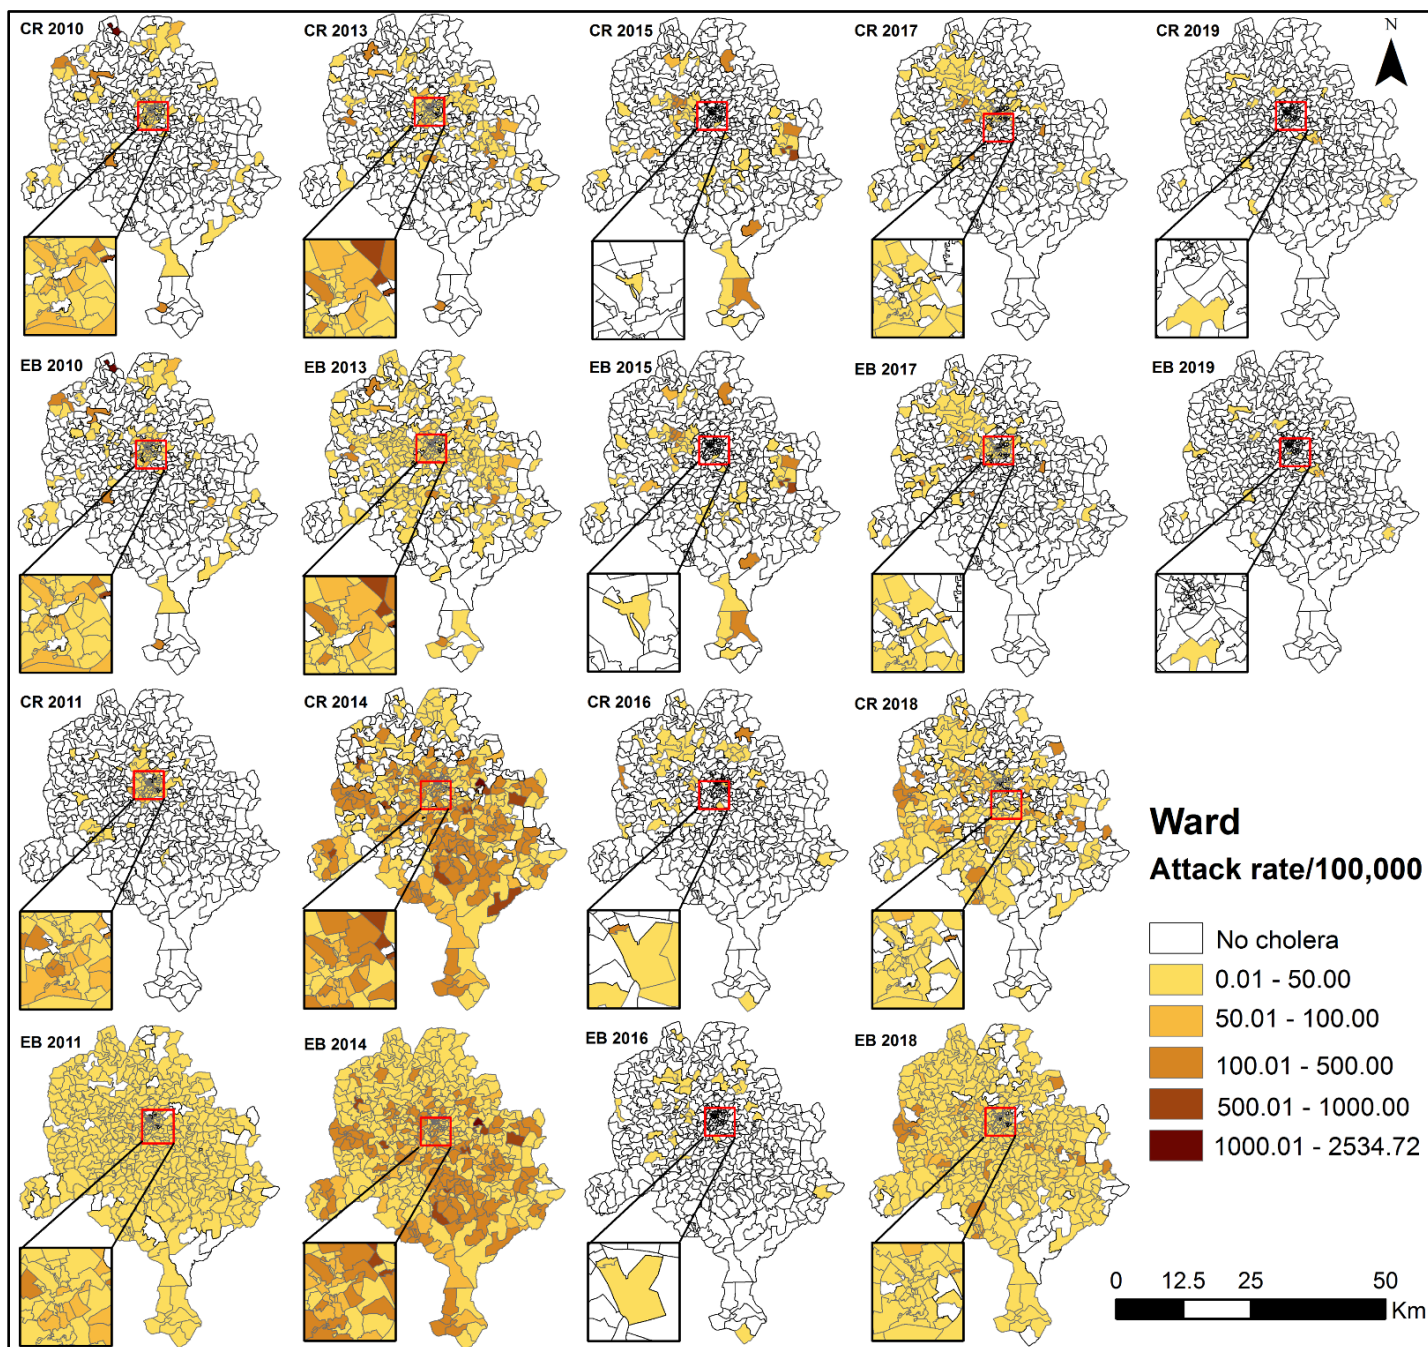 CR 2010
CR 2013
CR 2015
CR 2017
CR 2019
N
EB 2010
EB 2013
EB 2015
EB 2017
EB 2019
CR 2011
CR 2014
CR 2016
CR 2018
EB 2011
EB 2014
EB 2016
EB 2018
Ward
Attack rate/100,000
No cholera
0.01 - 50.00
50.01 - 100.00
100.01 - 500.00
500.01 - 1000.00
1000.01 - 2534.72
0 12.5 25 50
Km